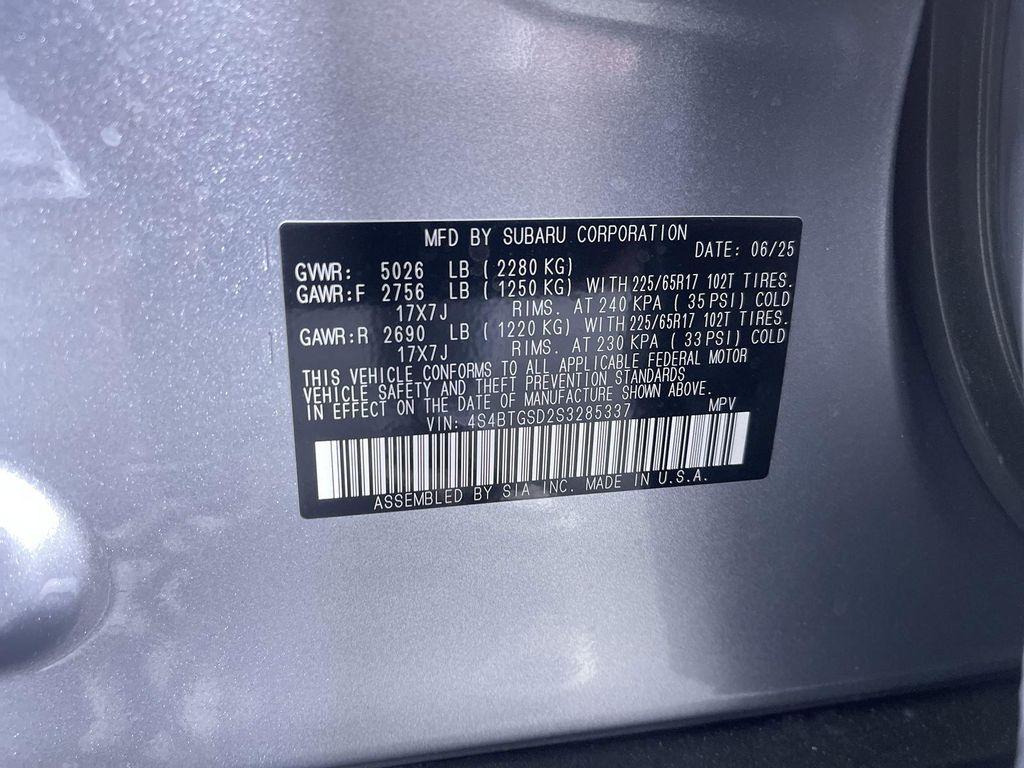 MFD BY SUBARU CORPORATION
DATE: 06/25
GVWR: 5026 LB ( 2280 KG)
GAWR:F 2756 LB ( 1250 KG) WITH 225/65R17 102T TIRES.
17X7J RIMS. AT 240 KPA ( 35 PSI) COLD
GAWR:R 2690 LB ( 1220 KG) WITH 225/65R17 102T TIRES.
17X7J RIMS. AT 230 KPA ( 33 PSI) COLD
THIS VEHICLE CONFORMS TO ALL APPLICABLE FEDERAL MOTOR
VEHICLE SAFETY AND THEFT PREVENTION STANDARDS
IN EFFECT ON THE DATE OF MANUFACTURE SHOWN ABOVE.
VIN: 4S4BTGSD2S3285337 MPV
ASSEMBLED BY SIA INC. MADE IN U.S.A.